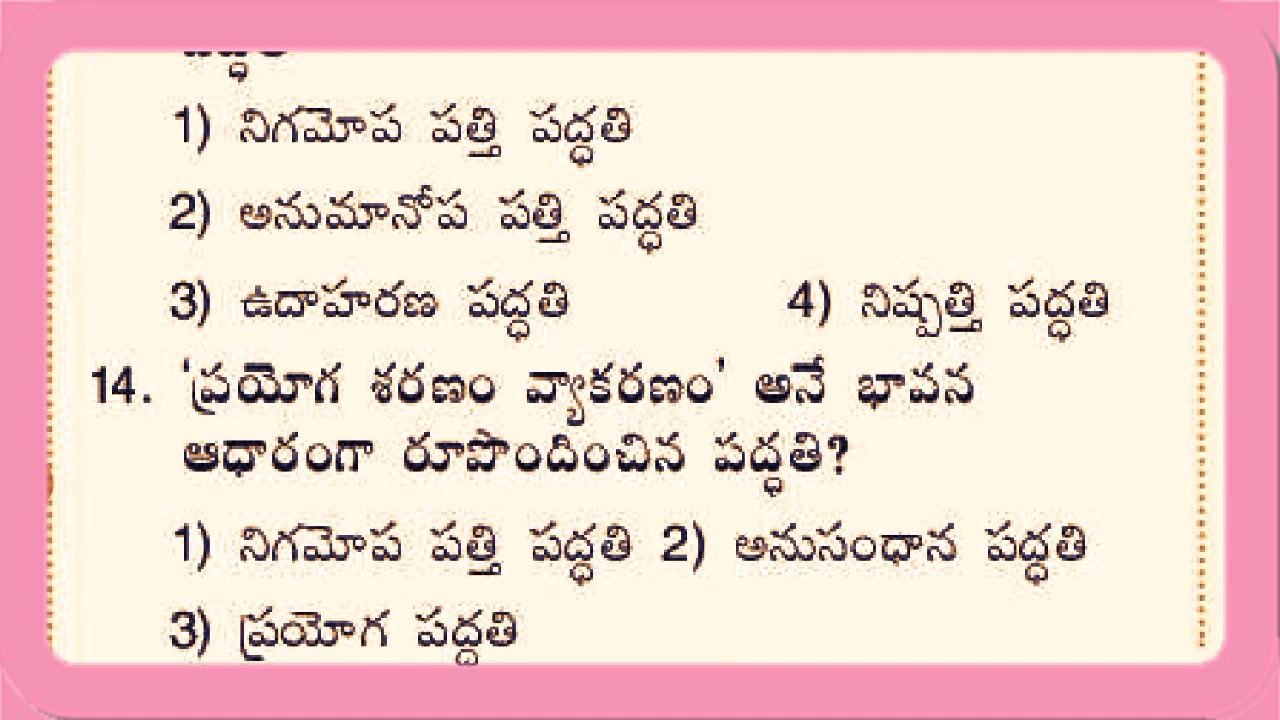 1) నిగమోప పత్తి పద్ధతి
2) అనుమానోప పత్తి పద్ధతి
3) ఉదాహరణ పద్ధతి 4) నిష్పత్తి పద్ధతి
14. ‘ప్రయోగ శరణం వ్యాకరణం’ అనే భావన
ఆధారంగా రూపొందించిన పద్ధతి?
1) నిగమోప పత్తి పద్ధతి 2) అనుసంధాన పద్ధతి
3) ప్రయోగ పద్ధతి